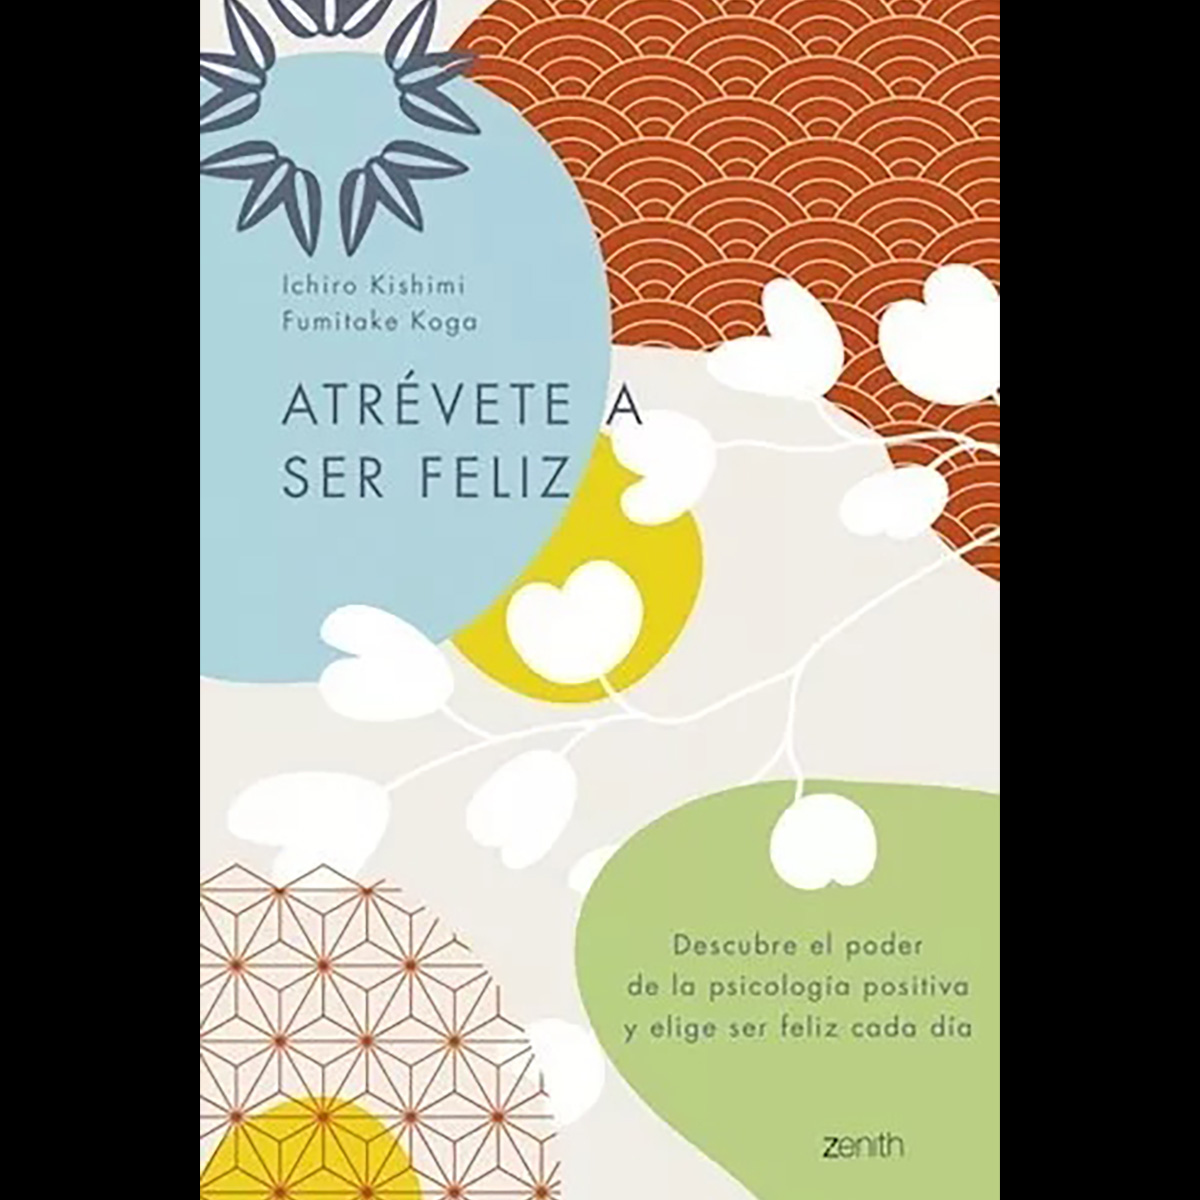 Ichiro Kishimi
Fumitake Koga
ATRÉVETE A
SER FELIZ
Descubre el poder
de la psicología positiva
y elige ser feliz cada día
zenith